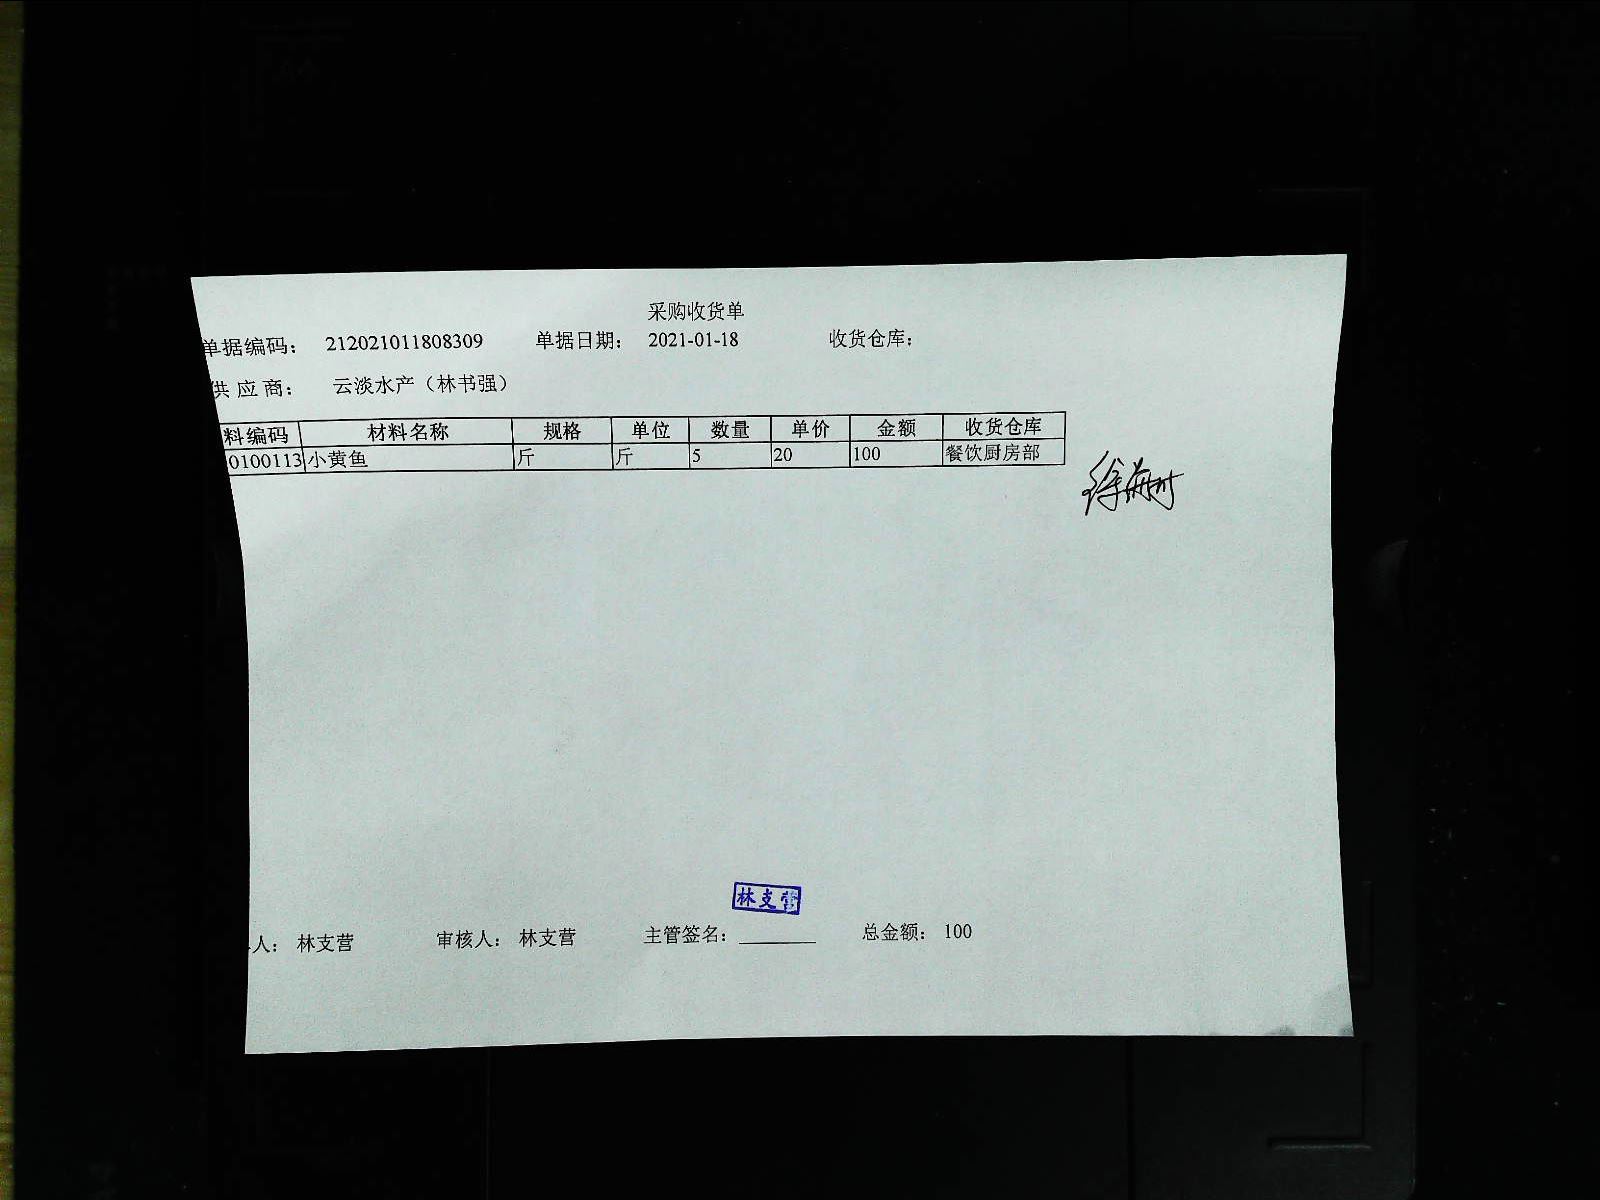 采购收货单
单据编码： 212021011808309 单据日期： 2021-01-18 收货仓库：
供 应 商： 云淡水产（林书强）
料编码 材料名称 规格 单位 数量 单价 金额 收货仓库
0100113 小黄鱼 斤 斤 5 20 100 餐饮厨房部
林支营
人： 林支营 审核人： 林支营 主管签名： 总金额： 100